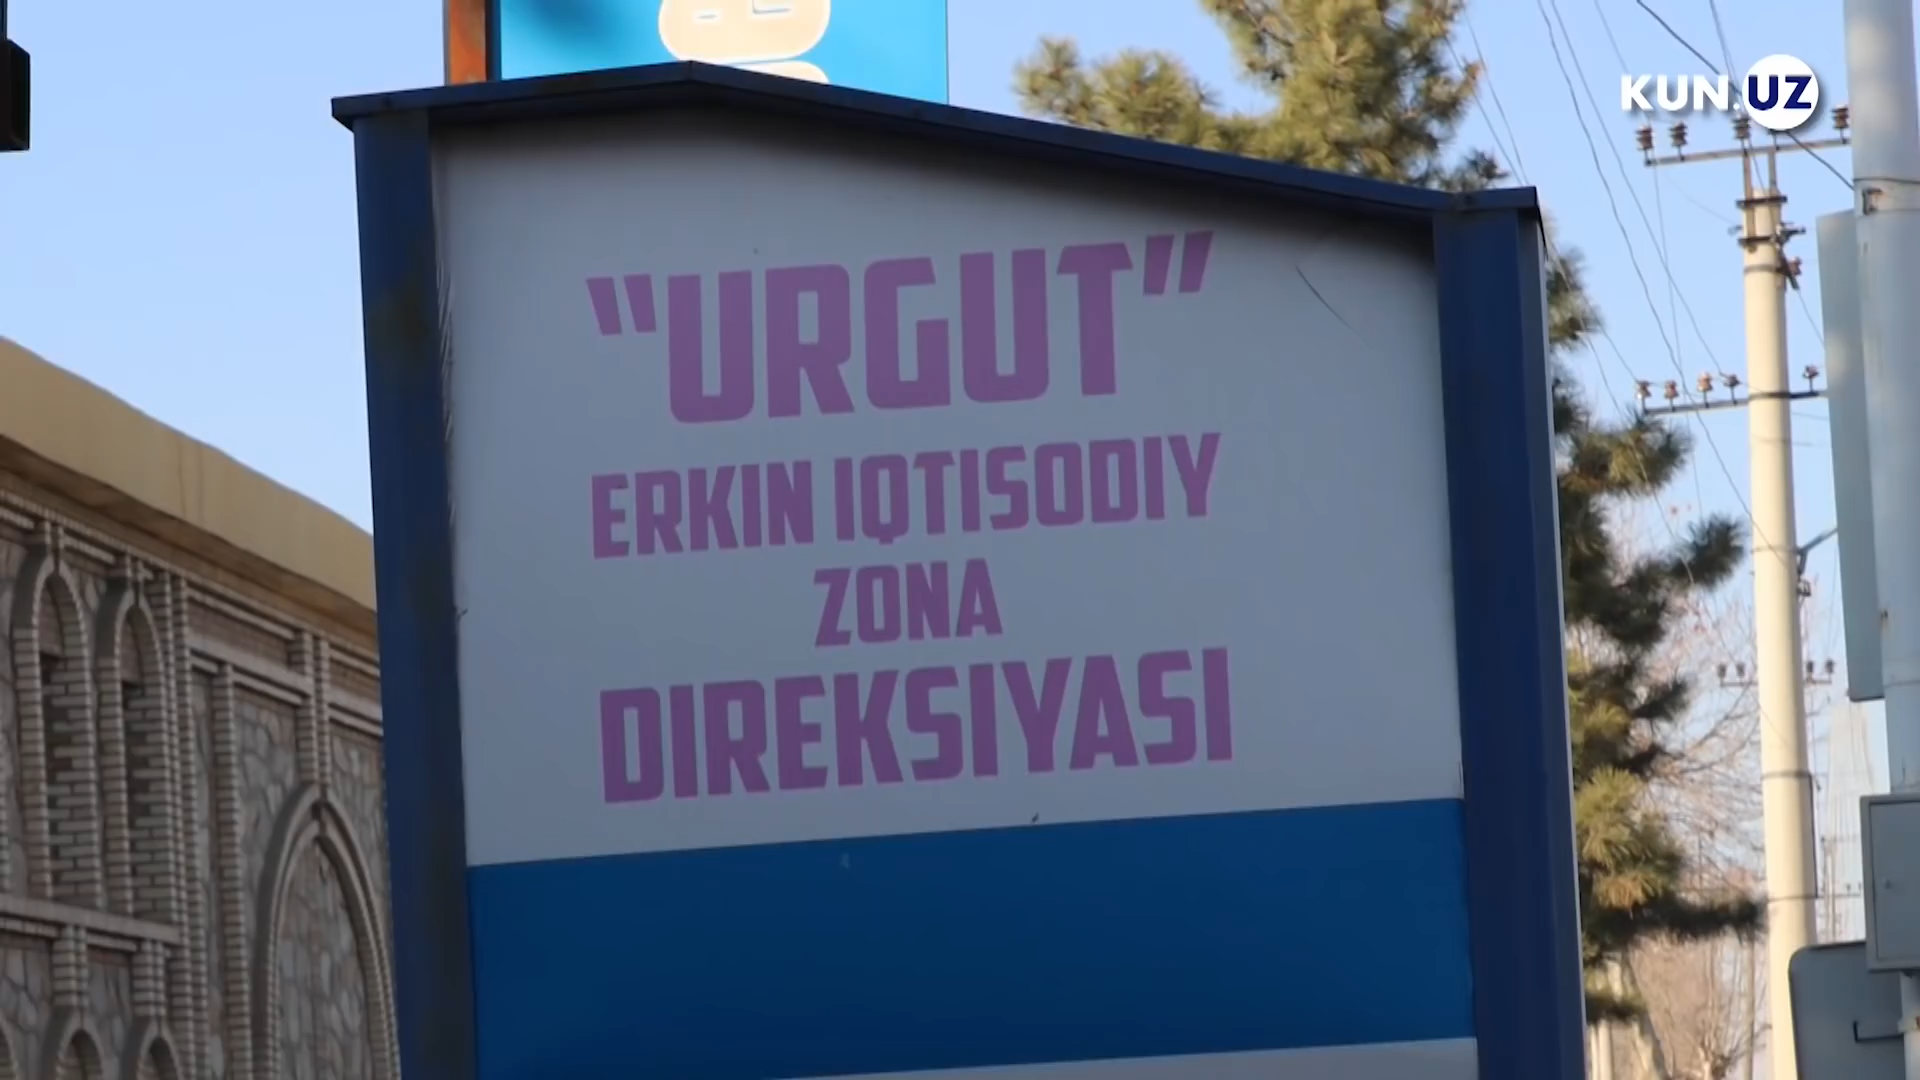 KUN.UZ
"URGUT"
ERKIN IQTISODIY
ZONA
DIREKSIYASI